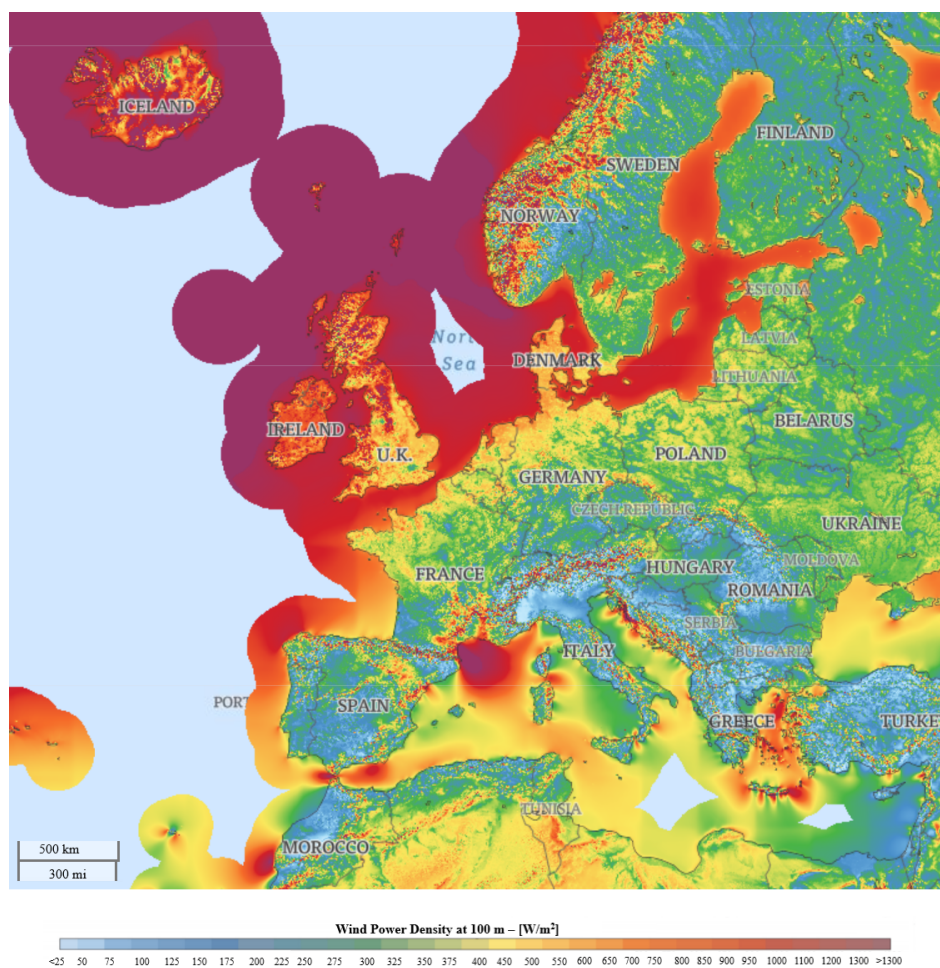 ICELAND
FINLAND
SWEDEN
NORWAY
ESTONIA
Nort
Sea
LATVIA
DENMARK
LITHUANIA
BELARUS
IRELAND
U.K.
POLAND
GERMANY
CZECH REPUBLIC
UKRAINE
MOLDOVA
HUNGARY
FRANCE
ROMANIA
SERBIA
ITALY
BULGARIA
PORT
SPAIN
GREECE
TURKE
TUNISIA
MOROCCO
500 km
300 mi
Wind Power Density at 100 m – [W/m²]
<25 50 75 100 125 150 175 200 225 250 275 300 325 350 375 400 450 500 550 600 650 700 750 850 950 1000 1100 1200 1300 >1300